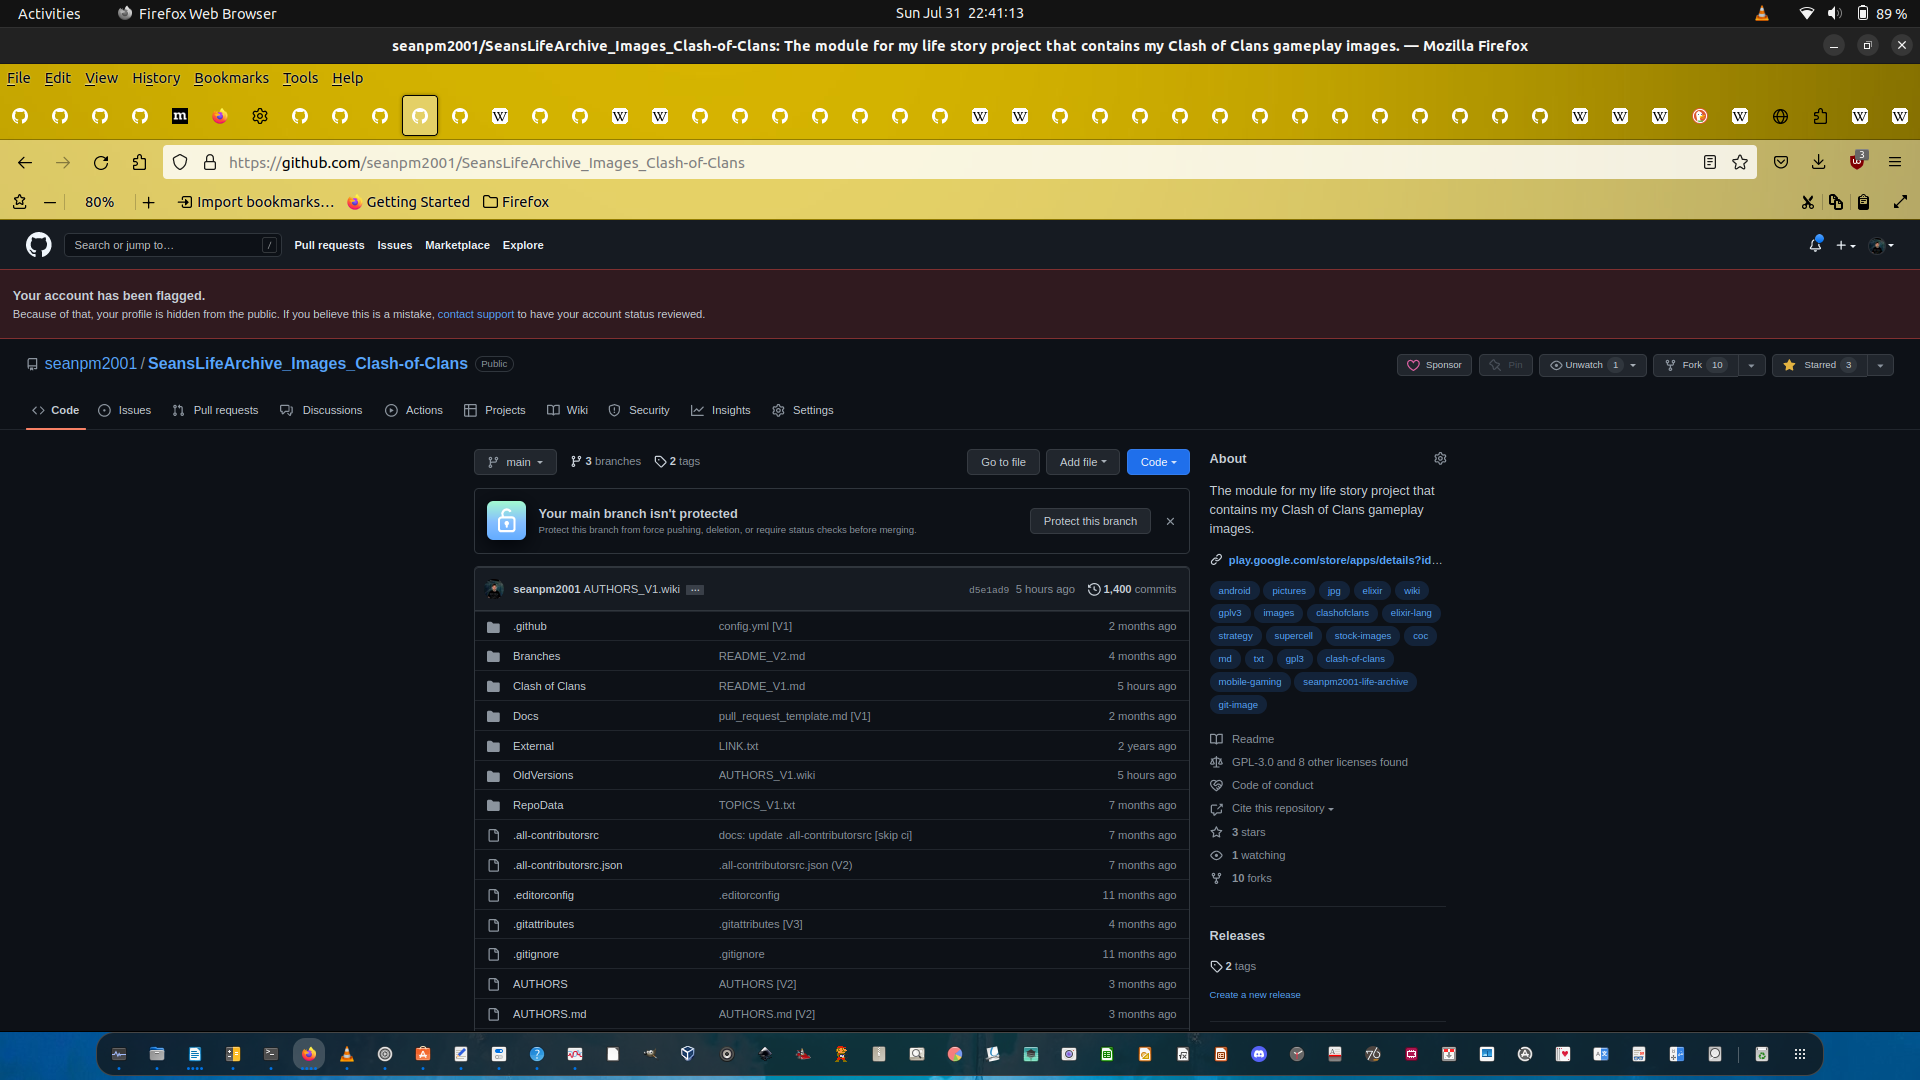 Activities
Firefox Web Browser
Sun Jul 31 22:41:13
89 %
seanpm2001/SeansLifeArchive_Images_Clash-of-Clans: The module for my life story project that contains my Clash of Clans gameplay images. — Mozilla Firefox
File Edit View History Bookmarks Tools Help
https://github.com/seanpm2001/SeansLifeArchive_Images_Clash-of-Clans
3
80%
Import bookmarks…
Getting Started
Firefox
Search or jump to…
/
Pull requests
Issues
Marketplace
Explore
Your account has been flagged.
Because of that, your profile is hidden from the public. If you believe this is a mistake, contact support to have your account status reviewed.
seanpm2001 / SeansLifeArchive_Images_Clash-of-Clans
Public
Sponsor
Pin
Unwatch 1
Fork 10
Starred 3
Code
Issues
Pull requests
Discussions
Actions
Projects
Wiki
Security
Insights
Settings
main
3 branches
2 tags
Go to file
Add file
Code
Your main branch isn't protected
Protect this branch from force pushing, deletion, or require status checks before merging.
Protect this branch
seanpm2001 AUTHORS_V1.wiki …
d5e1ad9 5 hours ago
1,400 commits
.github config.yml [V1] 2 months ago
Branches README_V2.md 4 months ago
Clash of Clans README_V1.md 5 hours ago
Docs pull_request_template.md [V1] 2 months ago
External LINK.txt 2 years ago
OldVersions AUTHORS_V1.wiki 5 hours ago
RepoData TOPICS_V1.txt 7 months ago
.all-contributorsrc docs: update .all-contributorsrc [skip ci] 7 months ago
.all-contributorsrc.json .all-contributorsrc.json (V2) 7 months ago
.editorconfig .editorconfig 11 months ago
.gitattributes .gitattributes [V3] 4 months ago
.gitignore .gitignore 11 months ago
AUTHORS AUTHORS [V2] 3 months ago
AUTHORS.md AUTHORS.md [V2] 3 months ago
About
The module for my life story project that
contains my Clash of Clans gameplay
images.
play.google.com/store/apps/details?id…
android pictures jpg elixir wiki
gplv3 images clashofclans elixir-lang
strategy supercell stock-images coc
md txt gpl3 clash-of-clans
mobile-gaming seanpm2001-life-archive
git-image
Readme
GPL-3.0 and 8 other licenses found
Code of conduct
Cite this repository
3 stars
1 watching
10 forks
Releases
2 tags
Create a new release